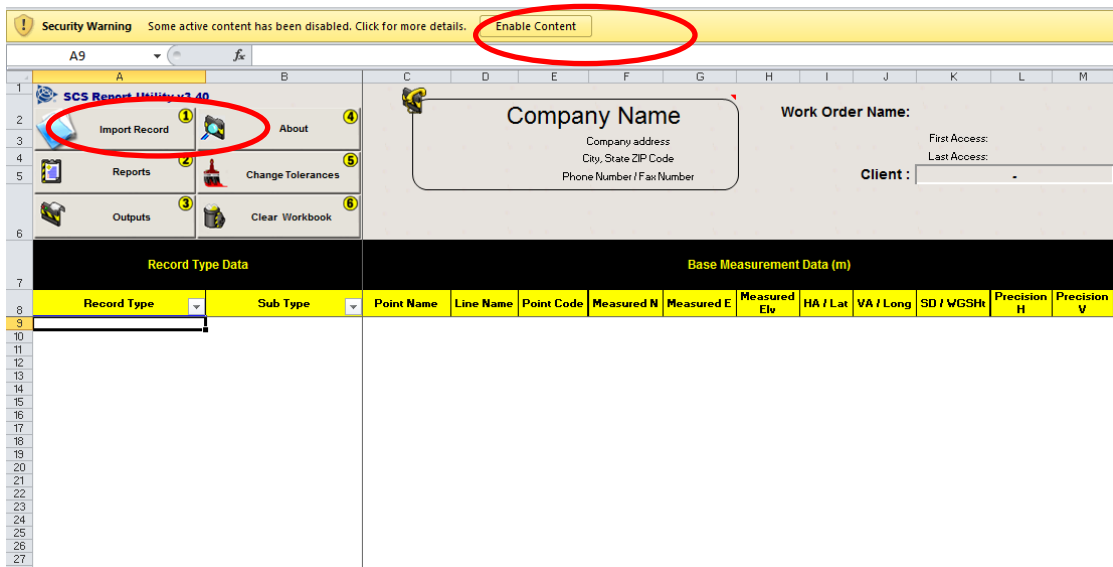 Security Warning Some active content has been disabled. Click for more details. Enable Content
A9 fx
A B C D E F G H I J K L M
1 SCS Report Utility v3.40
2 Import Record 1 About 4 Company Name Work Order Name:
3 Company address First Access:
4 City, State ZIP Code Last Access:
5 Reports 2 Change Tolerances 5 Phone Number / Fax Number Client : -
6 Outputs 3 Clear Workbook 6
7 Record Type Data Base Measurement Data (m)
8 Record Type Sub Type Point Name Line Name Point Code Measured N Measured E Measured Elv HA / Lat VA / Long SD / WGSHt Precision H Precision V
9
10
11
12
13
14
15
16
17
18
19
20
21
22
23
24
25
26
27